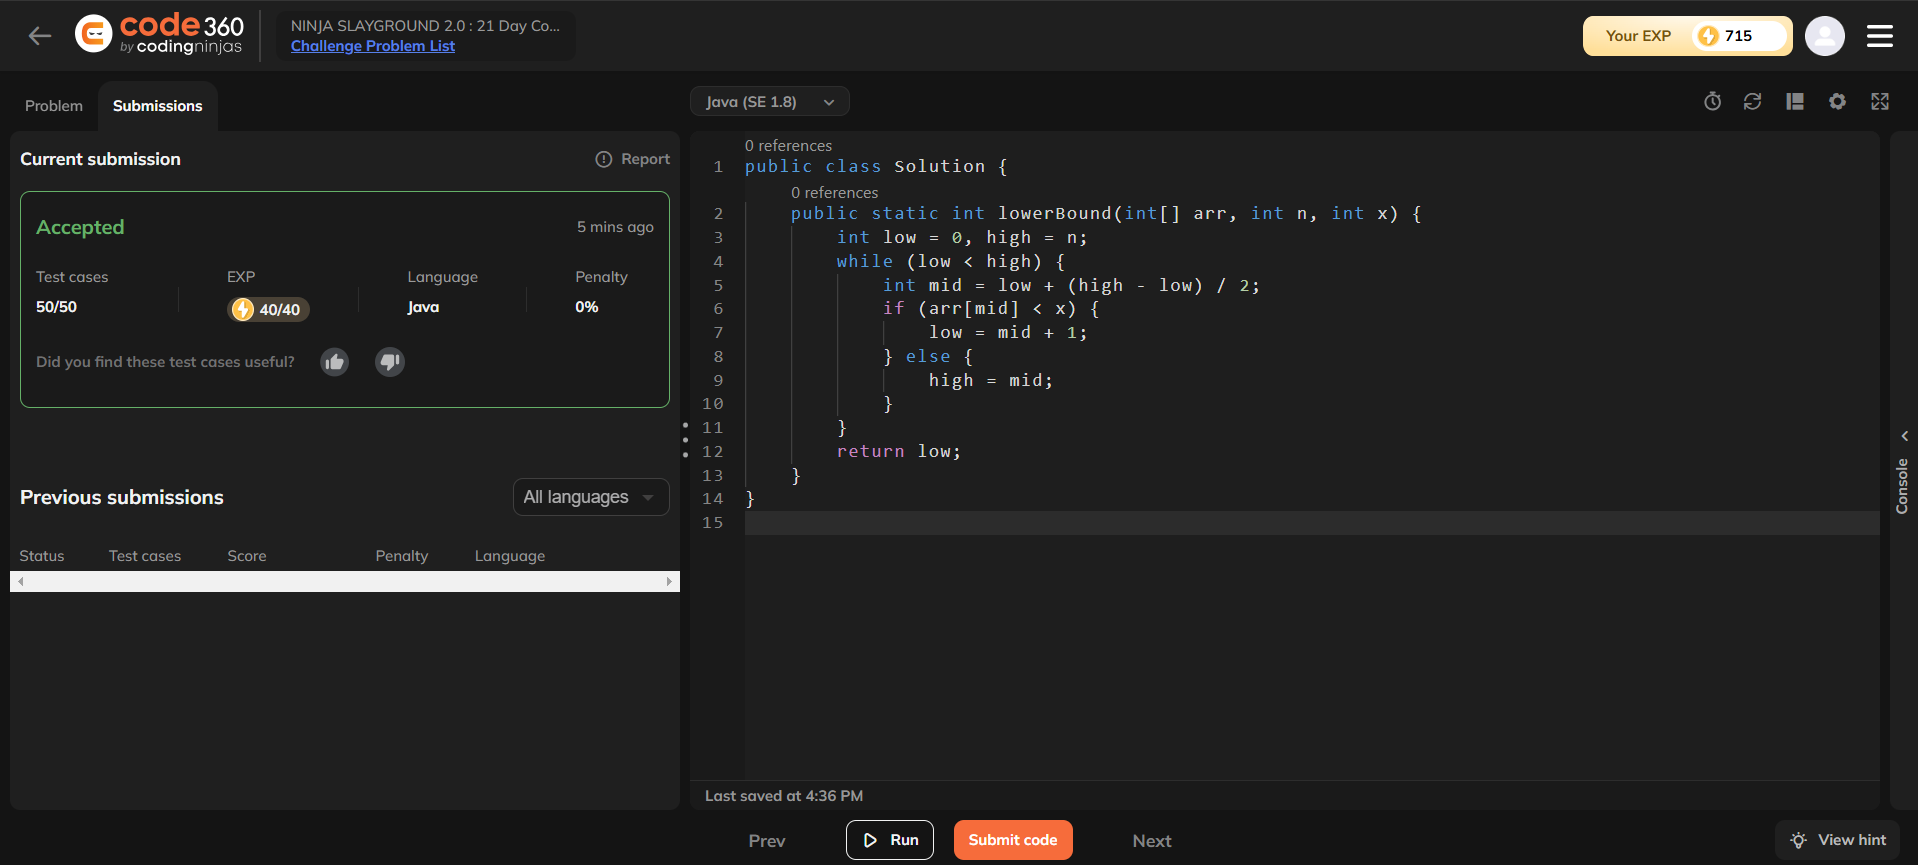 code 360
by codingninjas
NINJA SLAYGROUND 2.0 : 21 Day Co...
Challenge Problem List
Your EXP 715
Problem Submissions
Current submission Report
Accepted 5 mins ago
Test cases EXP Language Penalty
50/50 40/40 Java 0%
Did you find these test cases useful?
Previous submissions All languages
Status Test cases Score Penalty Language
Java (SE 1.8)
0 references
1 public class Solution {
0 references
2 public static int lowerBound(int[] arr, int n, int x) {
3 int low = 0, high = n;
4 while (low < high) {
5 int mid = low + (high - low) / 2;
6 if (arr[mid] < x) {
7 low = mid + 1;
8 } else {
9 high = mid;
10 }
11 }
12 return low;
13 }
14 }
15
Last saved at 4:36 PM
Console
Prev Run Submit code Next View hint